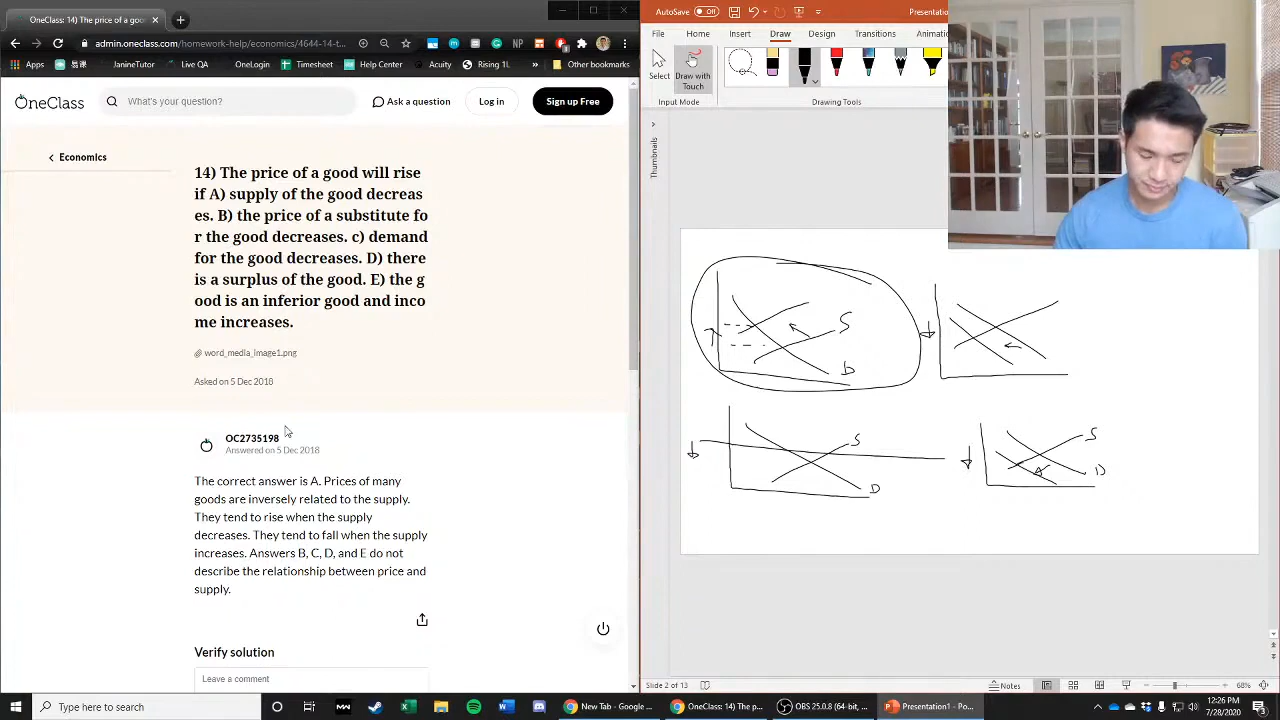 14) The price of a good
New Tab
AutoSave
Off
Presentation
admin.oneclass.com/homework-help/economics/4644-14-t...
Apps
JanineTutor
Live QA
Timesheet
Help Center
Acuity
Rising 1L
Other bookmarks
File
Home
Insert
Draw
Design
Transitions
Animation
Select
Draw with
Touch
Input Mode
Drawing Tools
OneClass
What's your question?
Ask a question
Log in
Sign up Free
Thumbnails
Economics
14) The price of a good will rise
if A) supply of the good decreas
es. B) the price of a substitute fo
r the good decreases. c) demand
for the good decreases. D) there
is a surplus of the good. E) the g
ood is an inferior good and inco
me increases.
word_media_image1.png
Asked on 5 Dec 2018
OC2735198
Answered on 5 Dec 2018
The correct answer is A. Prices of many
goods are inversely related to the supply.
They tend to rise when the supply
decreases. They tend to fall when the supply
increases. Answers B, C, D, and E do not
describe the relationship between price and
supply.
Verify solution
Leave a comment
S
D
S
D
S
D
Slide 2 of 13
Notes
68%
Type here to search
New Tab - Google ...
14) The p...
OBS 25.0.8 (64-bit, ...
Presentation1 - Po...
12:26 PM
7/28/2020